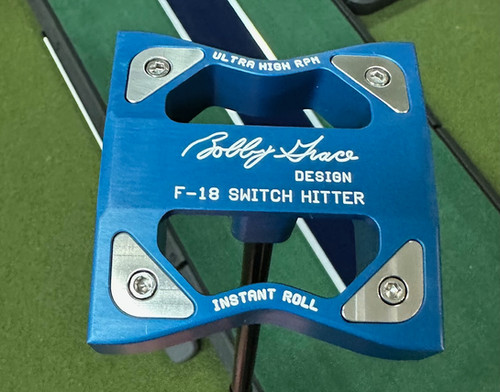 ULTRA HIGH RPM
Bobby Grace
DESIGN
F-18 SWITCH HITTER
INSTANT ROLL